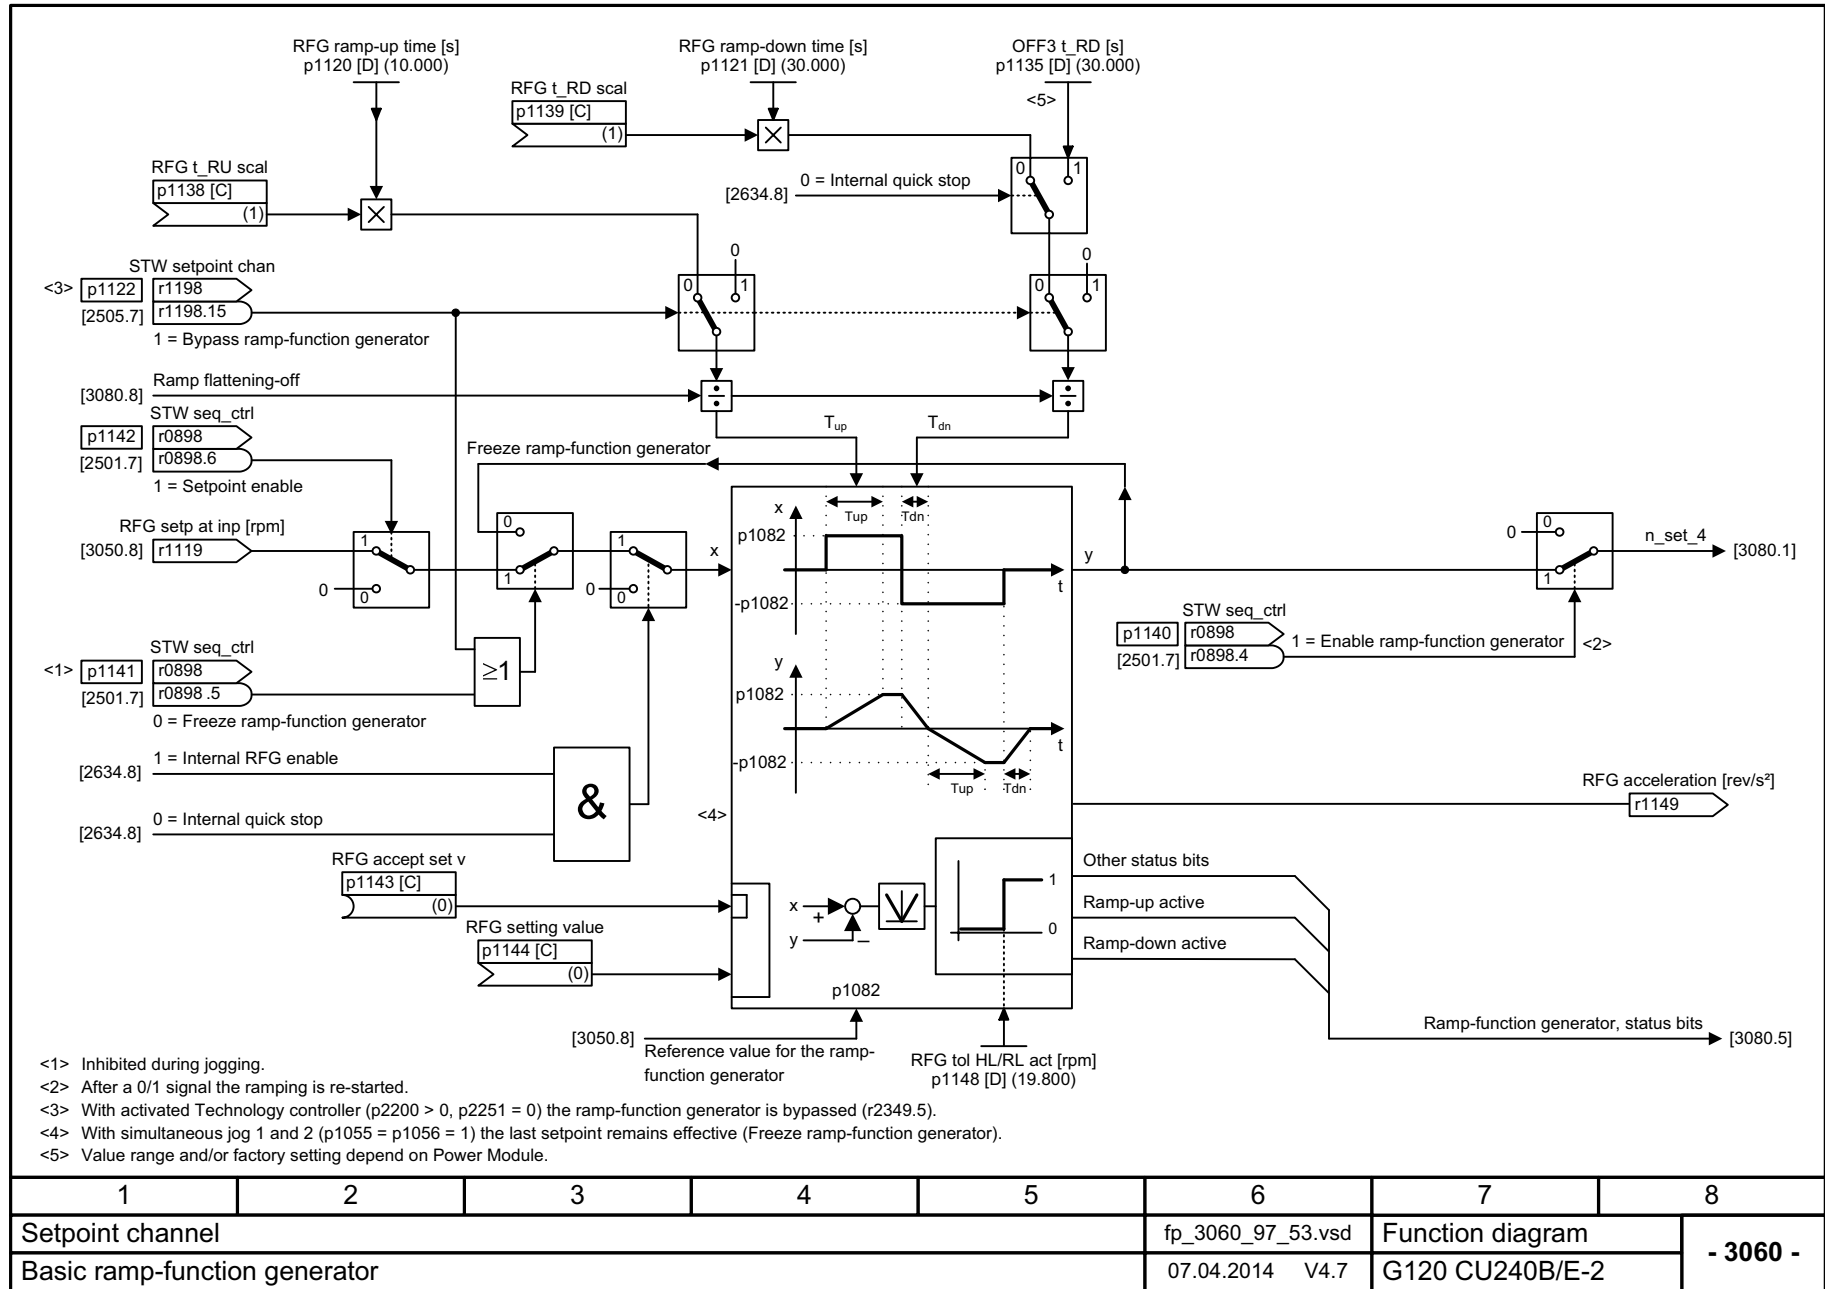 RFG ramp-up time [s]
p1120 [D] (10.000)
RFG ramp-down time [s]
p1121 [D] (30.000)
OFF3 t_RD [s]
p1135 [D] (30.000)
<5>
RFG t_RD scal
p1139 [C]
(1)
RFG t_RU scal
p1138 [C]
(1)
0 1
[2634.8] 0 = Internal quick stop
STW setpoint chan
<3> p1122 r1198
[2505.7] r1198.15
1 = Bypass ramp-function generator
0
0 1
0
0 1
Ramp flattening-off
[3080.8]
÷ ÷
STW seq_ctrl
p1142 r0898
[2501.7] r0898.6
1 = Setpoint enable
Tup Tdn
Freeze ramp-function generator
RFG setp at inp [rpm]
[3050.8] r1119
1
0 0
0
1
1
0 0
x
x
Tup Tdn
p1082
-p1082
t
y
0 0
1
n_set_4
[3080.1]
STW seq_ctrl
p1140 r0898
[2501.7] r0898.4
1 = Enable ramp-function generator <2>
STW seq_ctrl
<1> p1141 r0898
[2501.7] r0898 .5
0 = Freeze ramp-function generator
≥1
y
p1082
-p1082
t
Tup Tdn
[2634.8] 1 = Internal RFG enable
&
[2634.8] 0 = Internal quick stop
<4>
RFG acceleration [rev/s²]
r1149
RFG accept set v
p1143 [C]
(0)
RFG setting value
p1144 [C]
(0)
x
+
y
–
1
0
p1082
Other status bits
Ramp-up active
Ramp-down active
Ramp-function generator, status bits
[3080.5]
[3050.8] Reference value for the ramp-
function generator
RFG tol HL/RL act [rpm]
p1148 [D] (19.800)
<1> Inhibited during jogging.
<2> After a 0/1 signal the ramping is re-started.
<3> With activated Technology controller (p2200 > 0, p2251 = 0) the ramp-function generator is bypassed (r2349.5).
<4> With simultaneous jog 1 and 2 (p1055 = p1056 = 1) the last setpoint remains effective (Freeze ramp-function generator).
<5> Value range and/or factory setting depend on Power Module.
1 2 3 4 5 6 7 8
Setpoint channel
fp_3060_97_53.vsd
Function diagram
- 3060 -
Basic ramp-function generator
07.04.2014 V4.7
G120 CU240B/E-2